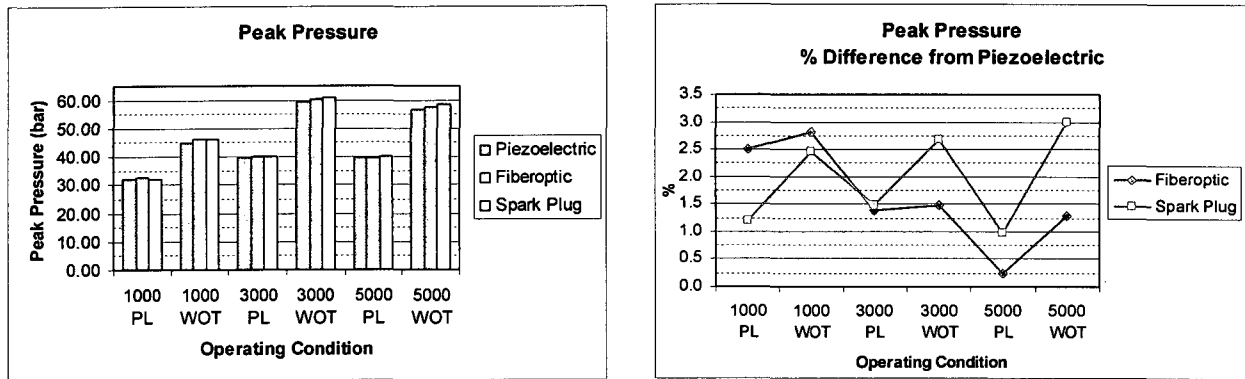 Peak Pressure
Peak Pressure (bar)
60.00
50.00
40.00
30.00
20.00
10.00
0.00
1000 1000 3000 3000 5000 5000
PL WOT PL WOT PL WOT
Operating Condition
Piezoelectric
Fiberoptic
Spark Plug
Peak Pressure
% Difference from Piezoelectric
%
3.5
3.0
2.5
2.0
1.5
1.0
0.5
0.0
1000 1000 3000 3000 5000 5000
PL WOT PL WOT PL WOT
Operating Condition
Fiberoptic
Spark Plug